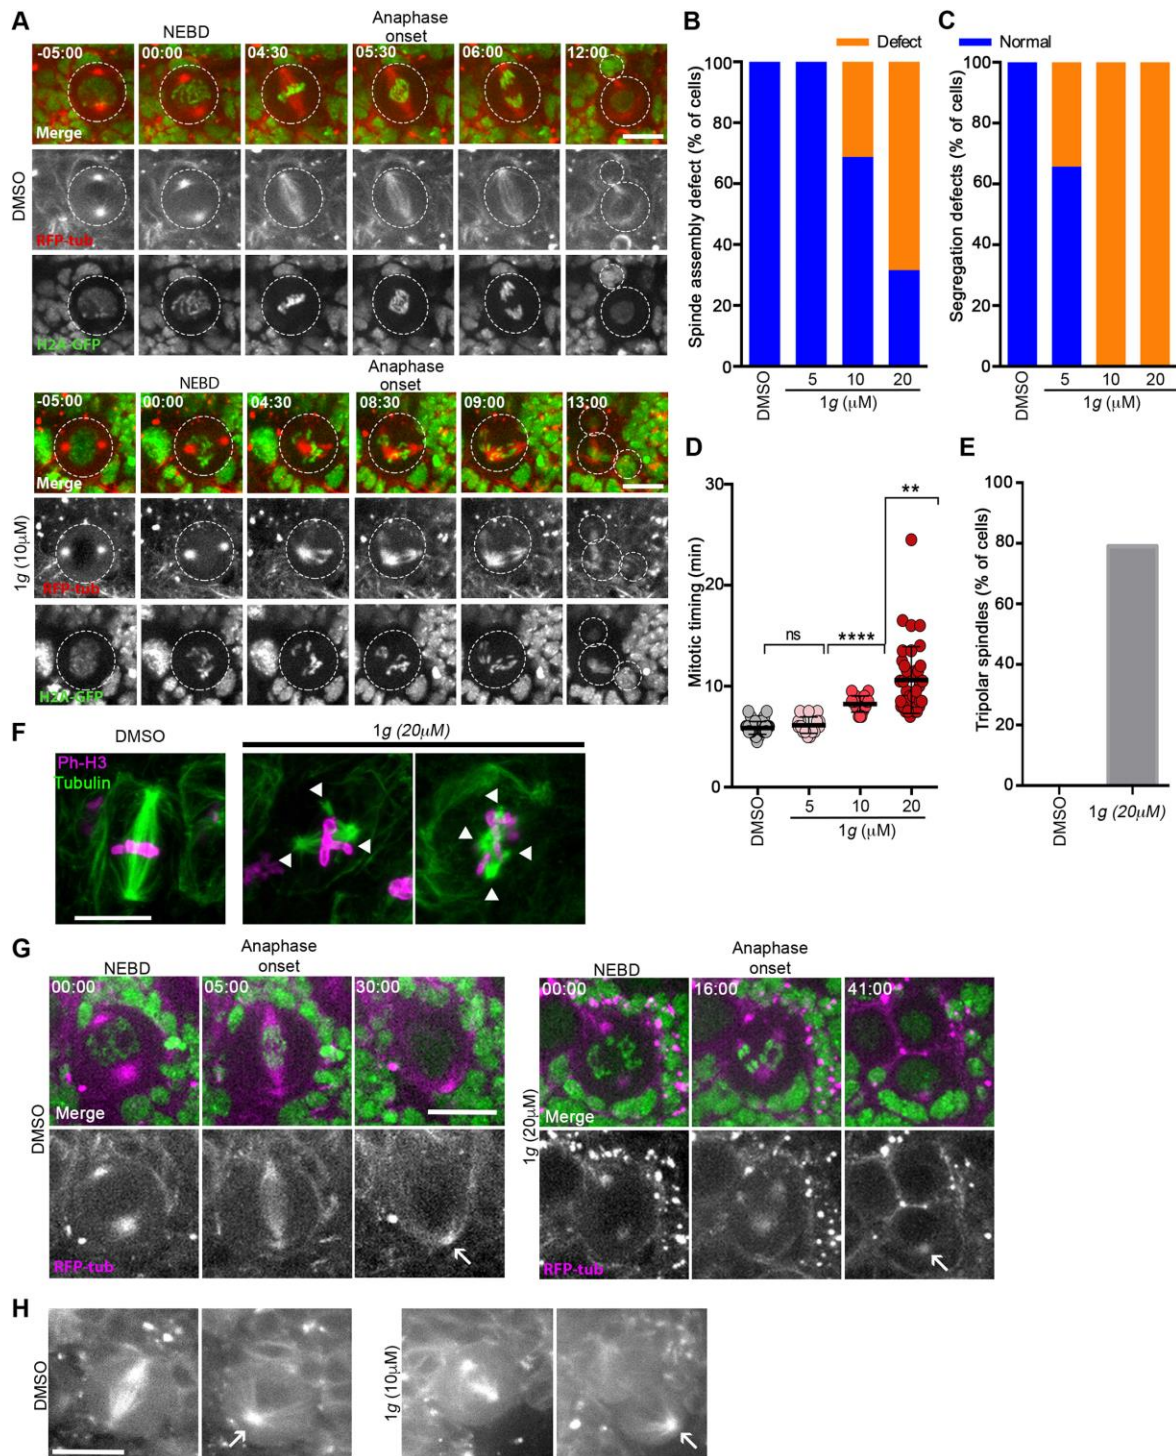 A
NEBD
Anaphase
onset
-05:00
00:00
04:30
05:30
06:00
12:00
Merge
DMSO
RFP-tub
H2A-GFP
NEBD
Anaphase
onset
-05:00
00:00
04:30
08:30
09:00
13:00
Merge
1g (10μM)
RFP-tub
H2A-GFP
B
C
Defect
Normal
Spinde assembly defect (% of cells)
100
80
60
40
20
0
DMSO
5
10
20
1g (μM)
Segregation defects (% of cells)
100
80
60
40
20
0
DMSO
5
10
20
1g (μM)
D
Mitotic timing (min)
30
20
10
0
ns
****
**
DMSO
5
10
20
1g (μM)
E
Tripolar spindles (% of cells)
100
80
60
40
20
0
DMSO
1g (20μM)
F
DMSO
1g (20μM)
Ph-H3
Tubulin
G
NEBD
Anaphase
onset
00:00
05:00
30:00
Merge
DMSO
RFP-tub
NEBD
Anaphase
onset
00:00
16:00
41:00
Merge
1g (20μM)
RFP-tub
H
DMSO
1g (10μM)